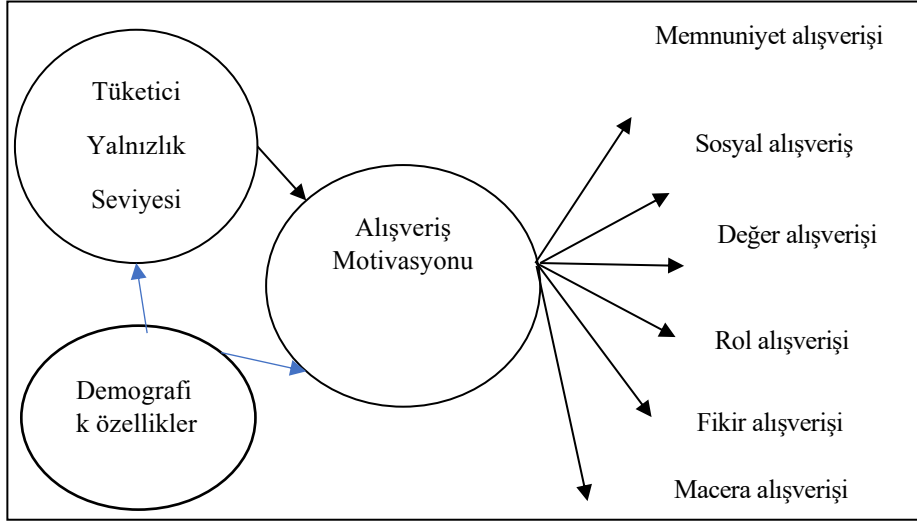 Tüketici
Yalnızlık
Seviyesi
Demografi
k özellikler
Alışveriş
Motivasyonu
Memnuniyet alışverişi
Sosyal alışveriş
Değer alışverişi
Rol alışverişi
Fikir alışverişi
Macera alışverişi